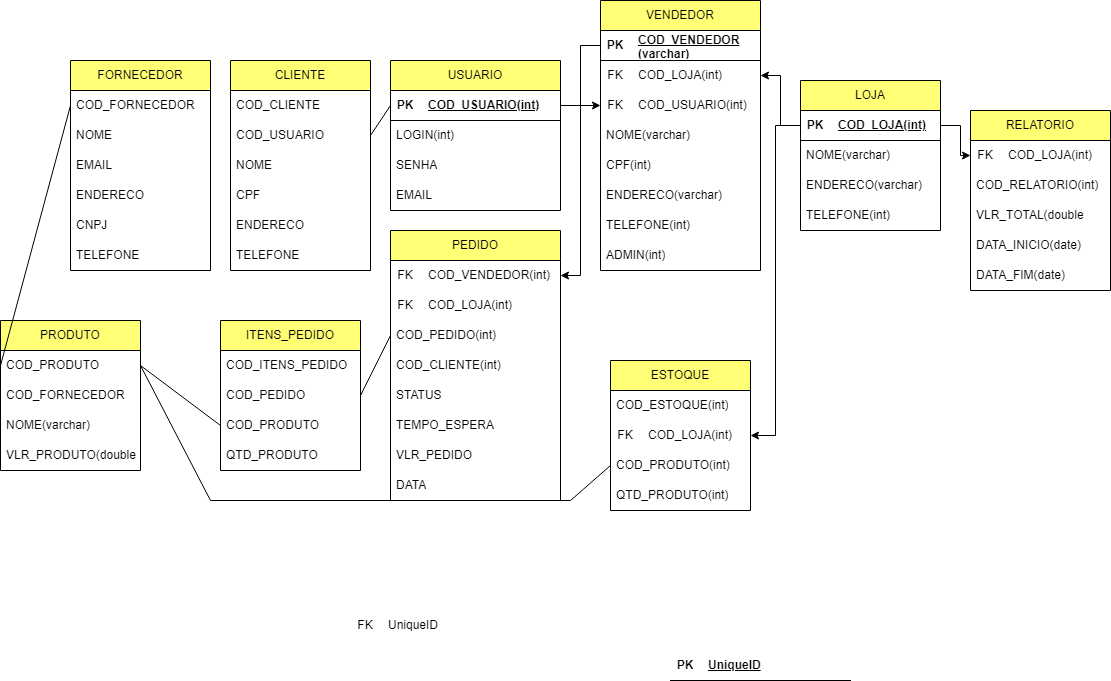 VENDEDOR
PK COD_VENDEDOR
(varchar)
FK COD_LOJA(int)
FK COD_USUARIO(int)
NOME(varchar)
CPF(int)
ENDERECO(varchar)
TELEFONE(int)
ADMIN(int)
FORNECEDOR
COD_FORNECEDOR
NOME
EMAIL
ENDERECO
CNPJ
TELEFONE
CLIENTE
COD_CLIENTE
COD_USUARIO
NOME
CPF
ENDERECO
TELEFONE
USUARIO
PK COD_USUARIO(int)
LOGIN(int)
SENHA
EMAIL
LOJA
PK COD_LOJA(int)
NOME(varchar)
ENDERECO(varchar)
TELEFONE(int)
RELATORIO
FK COD_LOJA(int)
COD_RELATORIO(int)
VLR_TOTAL(double
DATA_INICIO(date)
DATA_FIM(date)
PEDIDO
FK COD_VENDEDOR(int)
FK COD_LOJA(int)
COD_PEDIDO(int)
COD_CLIENTE(int)
STATUS
TEMPO_ESPERA
VLR_PEDIDO
DATA
PRODUTO
COD_PRODUTO
COD_FORNECEDOR
NOME(varchar)
VLR_PRODUTO(double
ITENS_PEDIDO
COD_ITENS_PEDIDO
COD_PEDIDO
COD_PRODUTO
QTD_PRODUTO
ESTOQUE
COD_ESTOQUE(int)
FK COD_LOJA(int)
COD_PRODUTO(int)
QTD_PRODUTO(int)
FK UniqueID
PK UniqueID